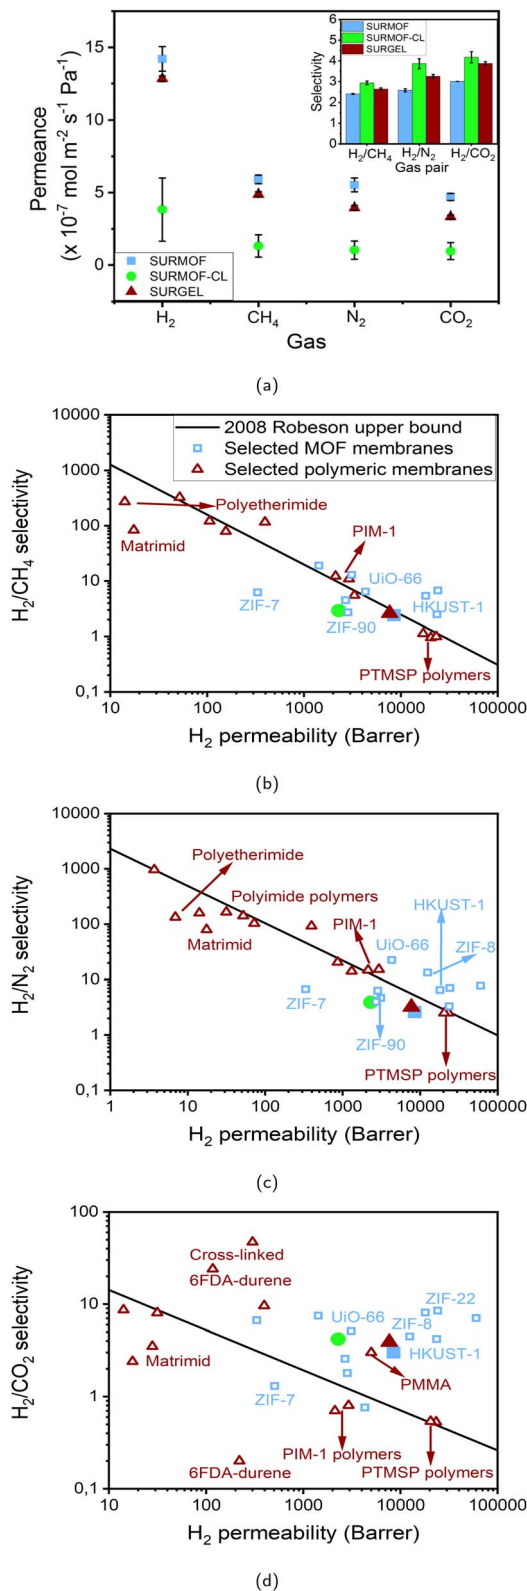 Permeance
(x 10⁻⁷ mol m⁻² s⁻¹ Pa⁻¹)
15
10
5
0
H₂
CH₄
N₂
CO₂
Gas
SURMOF
SURMOF-CL
SURGEL
Selectivity
6
5
4
3
2
1
0
SURMOF
SURMOF-CL
SURGEL
H₂/CH₄
H₂/N₂
H₂/CO₂
Gas pair
(a)
H₂/CH₄ selectivity
10000
1000
100
10
1
0,1
2008 Robeson upper bound
Selected MOF membranes
Selected polymeric membranes
Polyetherimide
Matrimid
PIM-1
UiO-66
ZIF-7
HKUST-1
ZIF-90
PTMSP polymers
10
100
1000
10000
100000
H₂ permeability (Barrer)
(b)
H₂/N₂ selectivity
10000
1000
100
10
1
0,1
Polyetherimide
Polyimide polymers
HKUST-1
Matrimid
PIM-1
UiO-66
ZIF-8
ZIF-7
ZIF-90
PTMSP polymers
1
10
100
1000
10000
100000
H₂ permeability (Barrer)
(c)
H₂/CO₂ selectivity
100
10
1
0,1
Cross-linked
6FDA-durene
ZIF-22
UiO-66
ZIF-8
Matrimid
HKUST-1
ZIF-7
PMMA
PIM-1 polymers
6FDA-durene
PTMSP polymers
10
100
1000
10000
100000
H₂ permeability (Barrer)
(d)